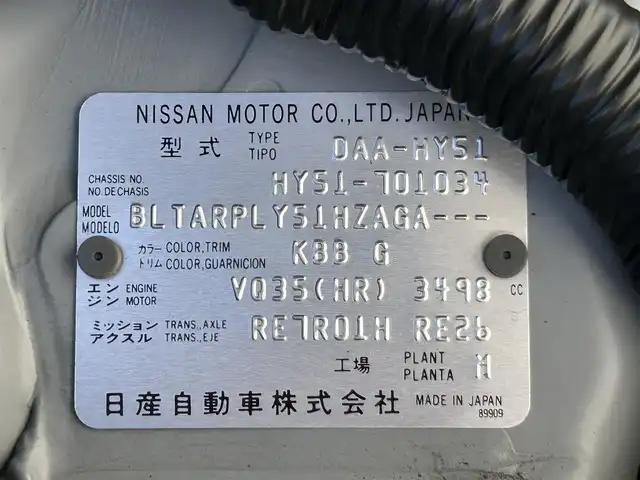 NISSAN MOTOR CO.,LTD. JAPAN
型式 TYPE TIPO DAA-HY51
CHASSIS NO. NO.DECHASIS HY51-701034
MODEL MODELO BLTARPLY51HZAGA---
カラー COLOR,TRIM トリム COLOR,GUARNICION KBB G
エンジン ENGINE MOTOR VQ35(HR) 3498 CC
ミッション TRANS.,AXLE アクスル TRANS.,EJE RE7R01H RE26
工場 PLANT PLANTA M
日産自動車株式会社 MADE IN JAPAN
89909